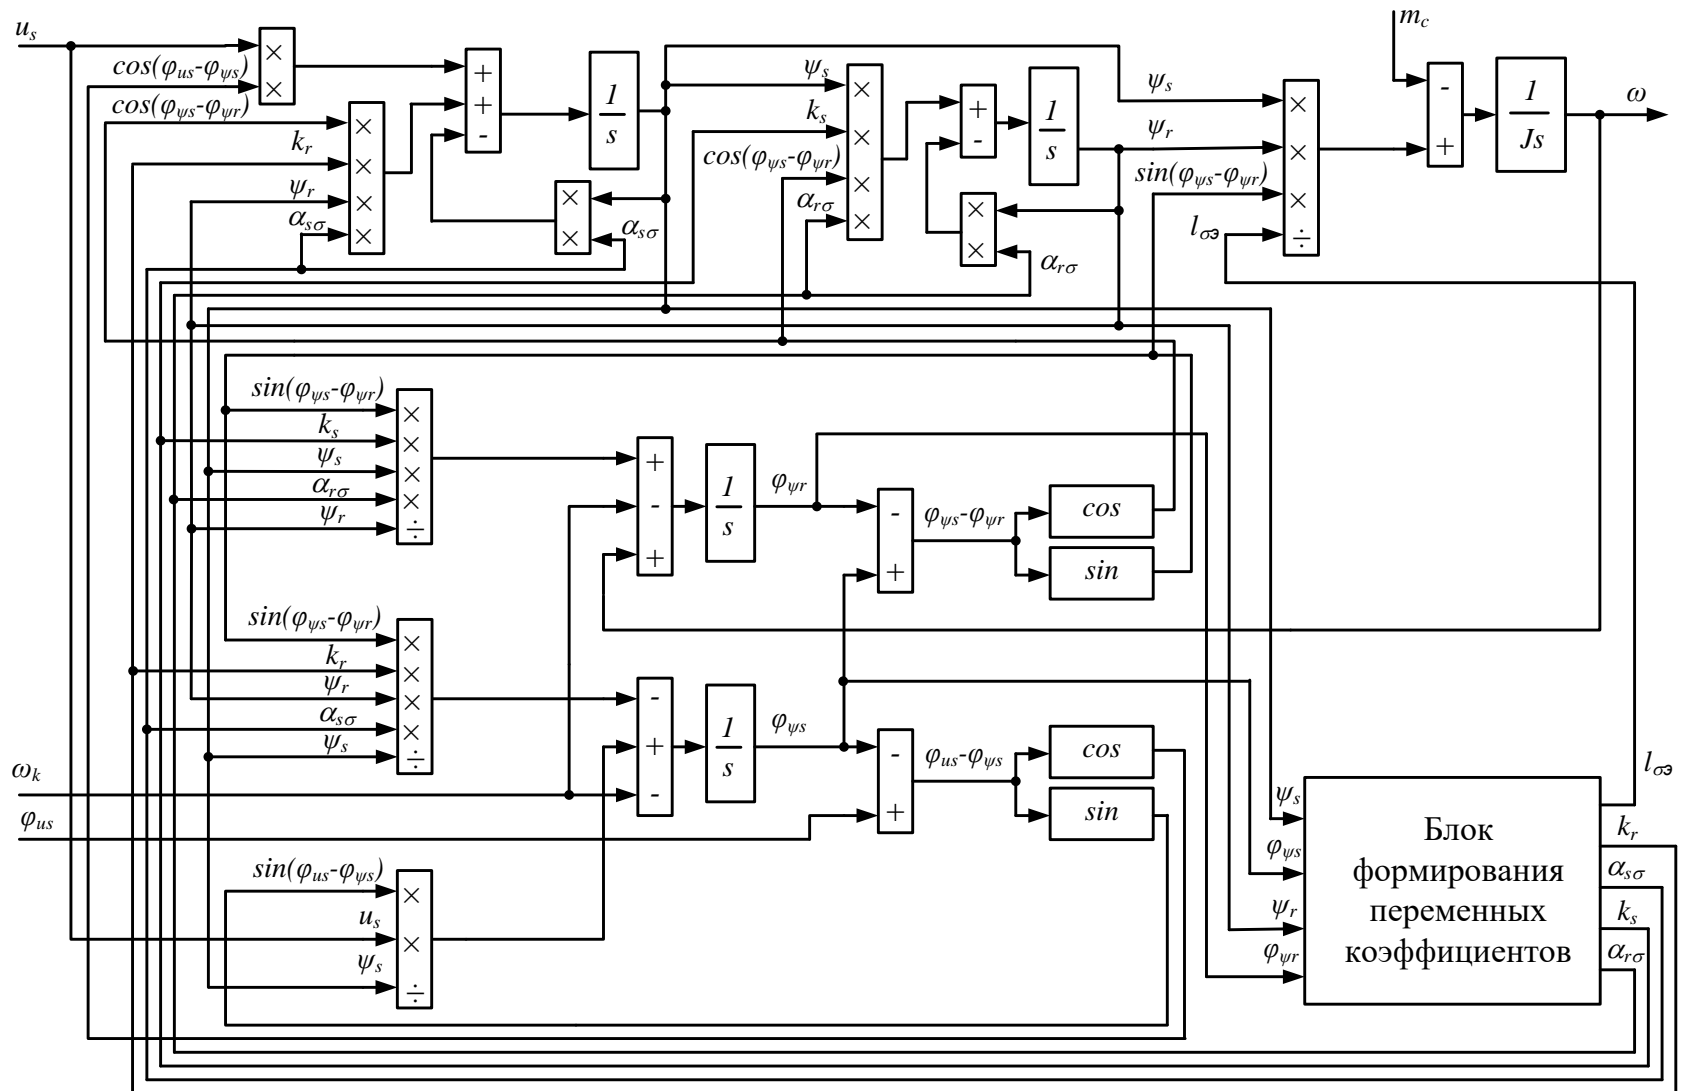 u_s
cos(φ_us-φ_ψs)
cos(φ_ψs-φ_ψr)
k_r
ψ_r
α_sσ
×
×
×
×
×
×
+
+
-
1
s
×
×
α_sσ
ψ_s
k_s
cos(φ_ψs-φ_ψr)
α_rσ
×
×
×
×
+
-
1
s
×
×
α_rσ
ψ_s
ψ_r
sin(φ_ψs-φ_ψr)
l_σэ
×
×
×
÷
m_c
-
+
1
Js
ω
sin(φ_ψs-φ_ψr)
k_s
ψ_s
α_rσ
ψ_r
×
×
×
×
÷
+
-
+
1
s
φ_ψr
-
+
φ_ψs-φ_ψr
cos
sin
sin(φ_ψs-φ_ψr)
k_r
ψ_r
α_sσ
ψ_s
×
×
×
×
÷
-
+
-
1
s
φ_ψs
-
+
φ_us-φ_ψs
cos
sin
ω_k
φ_us
sin(φ_us-φ_ψs)
u_s
ψ_s
×
×
÷
ψ_s
φ_ψs
ψ_r
φ_ψr
Блок
формирования
переменных
коэффициентов
l_σэ
k_r
α_sσ
k_s
α_rσ